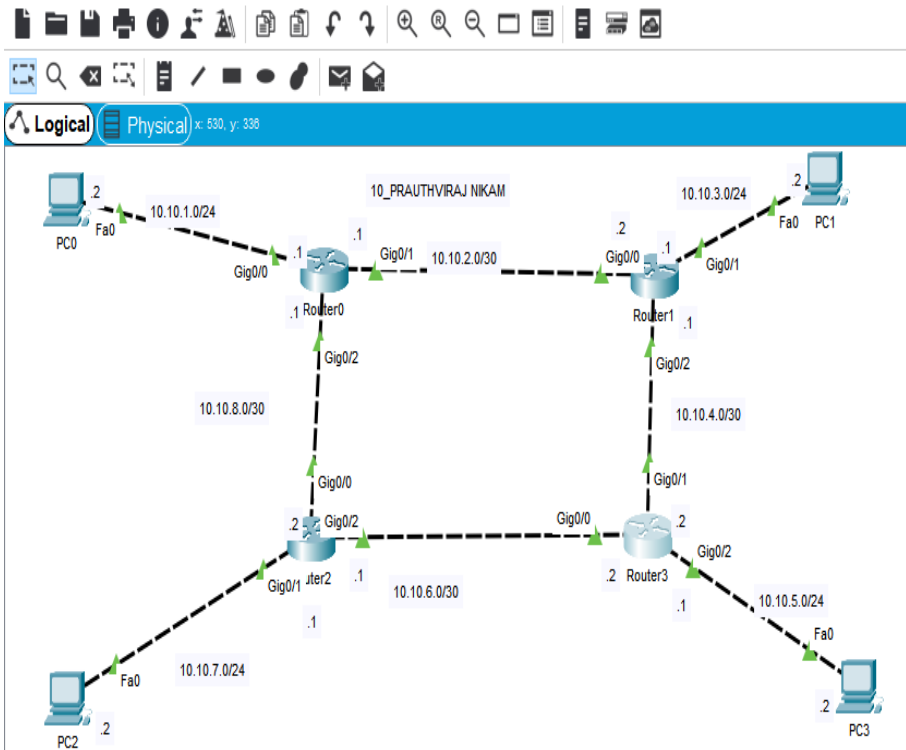 Logical
Physical x: 530, y: 336
10_PRAUTHVIRAJ NIKAM
.2
10.10.1.0/24
Fa0
PC0
Gig0/0
.1
.1
Gig0/1
10.10.2.0/30
.2
Gig0/0
.1
10.10.3.0/24
.2
Fa0
PC1
Gig0/1
.1
Router0
Gig0/2
Router1
.1
Gig0/2
10.10.8.0/30
10.10.4.0/30
Gig0/0
Gig0/1
.2
Gig0/2
Gig0/0
.2
Gig0/1
uter2
.1
10.10.6.0/30
.2
Router3
Gig0/2
.1
10.10.5.0/24
.1
10.10.7.0/24
Fa0
Fa0
.2
PC2
.2
PC3